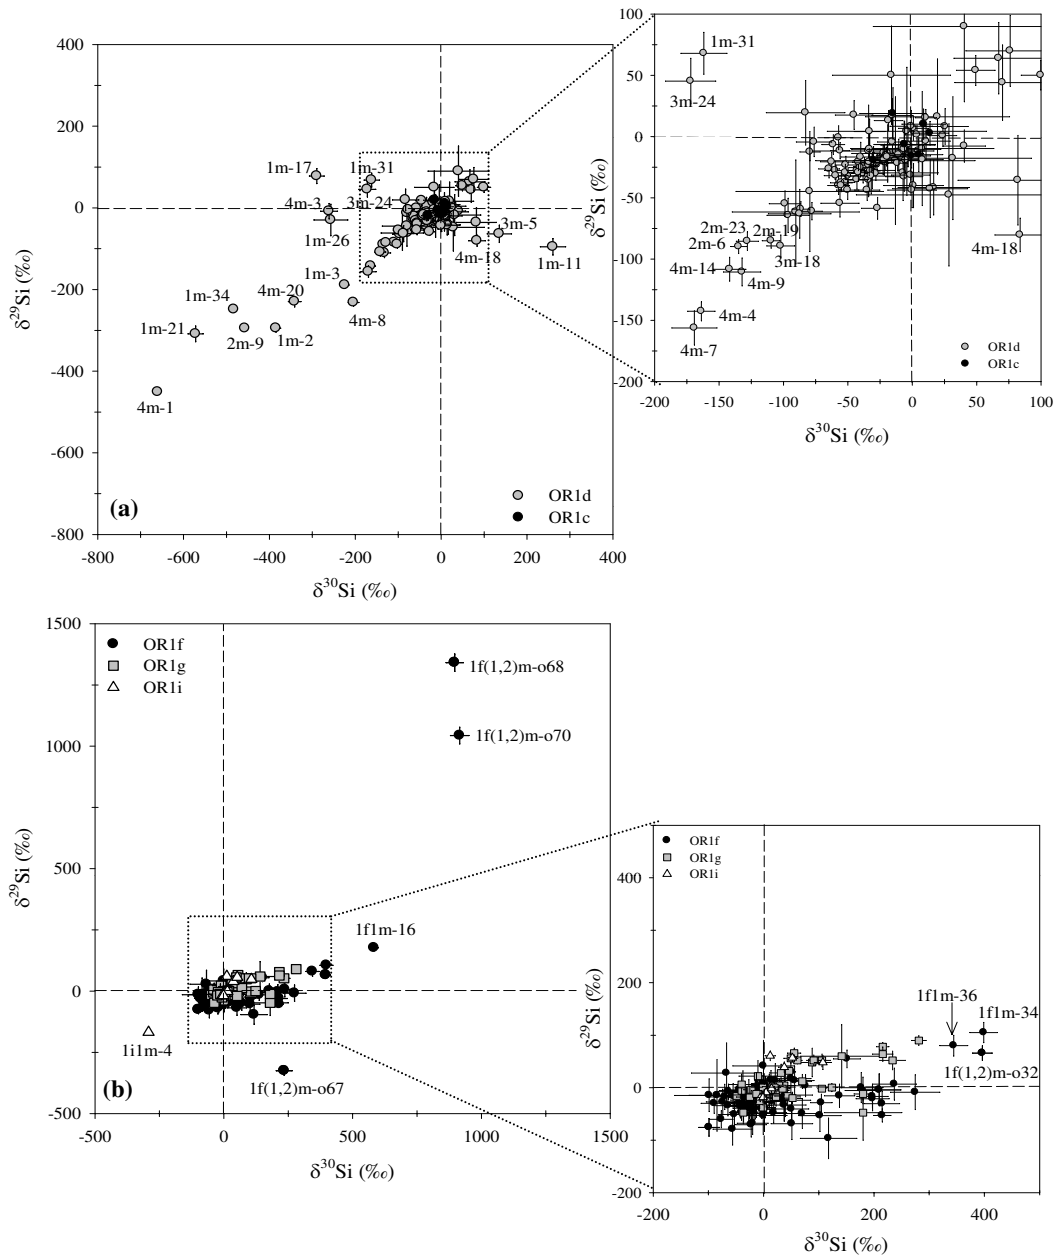 400
200
0
-200
-400
-600
-800
-800
-600
-400
-200
0
200
400
δ29Si (‰)
δ30Si (‰)
1m-17
1m-31
4m-3
3m-24
1m-26
3m-5
4m-18
1m-11
1m-3
4m-20
1m-34
4m-8
1m-21
2m-9
1m-2
4m-1
(a)
OR1d
OR1c
100
50
0
-50
-100
-150
-200
-200
-150
-100
-50
0
50
100
δ29Si (‰)
δ30Si (‰)
1m-31
3m-24
2m-23
2m-19
2m-6
3m-18
4m-18
4m-14
4m-9
4m-4
4m-7
OR1d
OR1c
1500
1000
500
0
-500
-500
0
500
1000
1500
δ29Si (‰)
δ30Si (‰)
OR1f
OR1g
OR1i
1f(1,2)m-o68
1f(1,2)m-o70
1f1m-16
1i1m-4
1f(1,2)m-o67
(b)
400
200
0
-200
-200
0
200
400
δ29Si (‰)
δ30Si (‰)
OR1f
OR1g
OR1i
1f1m-36
1f1m-34
1f(1,2)m-o32